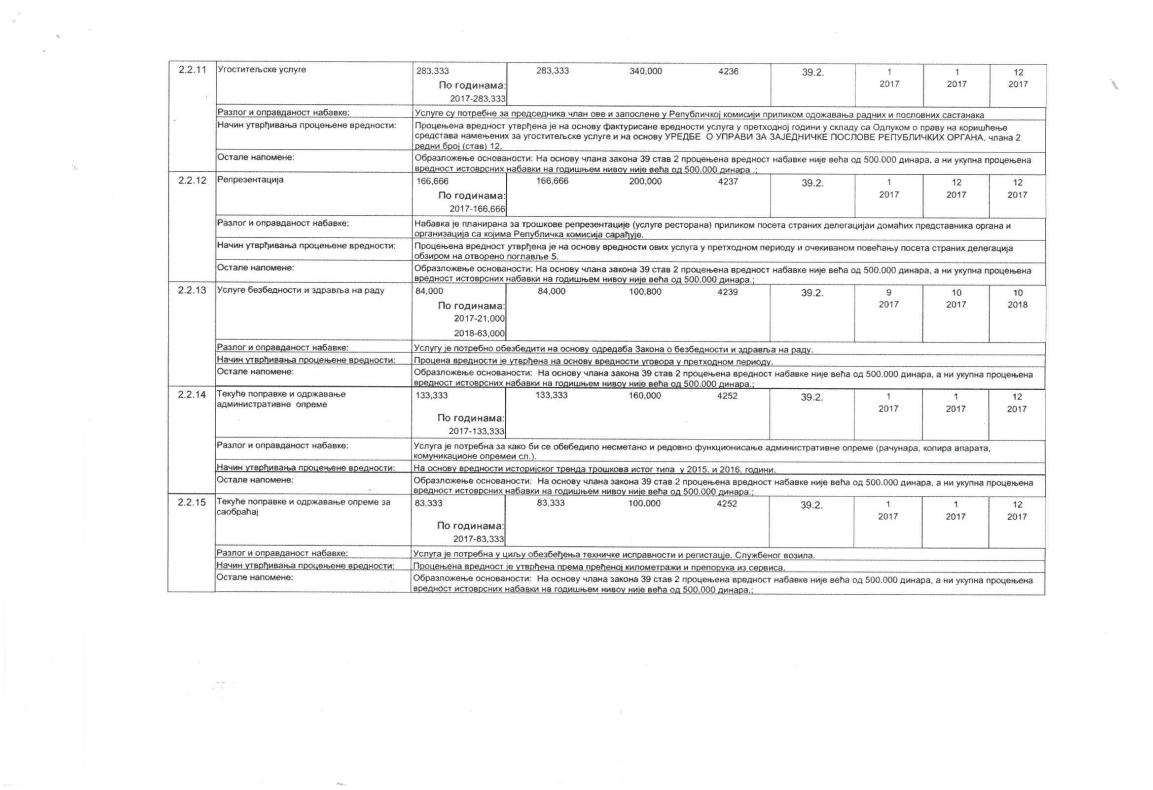 2.2.11 Угоститељске услуге 283,333 283,333 340,000 4236 39.2. 1 1 12
По годинама: 2017 2017 2017
2017-283,333
Разлог и оправданост набавке: Услуге су потребне за председника члан ове и запослене у Републичкој комисији приликом одожавања радних и пословних састанака
Начин утврђивања процењене вредности: Процењена вредност утврђена је на основу фактурисане вредности услуга у претходној години у складу са Одлуком о праву на коришћење
средстава намењених за угоститељске услуге и на основу УРЕДБЕ О УПРАВИ ЗА ЗАЈЕДНИЧКЕ ПОСЛОВЕ РЕПУБЛИЧКИХ ОРГАНА, члана 2
редни број (став) 12.
Остале напомене: Образложење основаности: На основу члана закона 39 став 2 процењена вредност набавке није већа од 500.000 динара, а ни укупна процењена
вредност истоврсних набавки на годишњем нивоу није већа од 500.000 динара .;
2.2.12 Репрезентација 166,666 166,666 200,000 4237 39.2. 1 12 12
По годинама: 2017 2017 2017
2017-166,666
Разлог и оправданост набавке: Набавка је планирана за трошкове репрезентације (услуге ресторана) приликом посета страних делегацијаи домаћих представника органа и
организација са којима Републичка комисија сарађује.
Начин утврђивања процењене вредности: Процењена вредност утврђена је на основу вредности ових услуга у претходном периоду и очекиваном повећању посета страних делегација
обзиром на отворено поглавље 5.
Остале напомене: Образложење основаности: На основу члана закона 39 став 2 процењена вредност набавке није већа од 500.000 динара, а ни укупна процењена
вредност истоврсних набавки на годишњем нивоу није већа од 500.000 динара.;
2.2.13 Услуге безбедности и здравља на раду 84,000 84,000 100,800 4239 39.2. 9 10 10
По годинама: 2017 2017 2018
2017-21,000
2018-63,000
Разлог и оправданост набавке: Услугу је потребно обезбедити на основу одредаба Закона о безбедности и здравља на раду.
Начин утврђивања процењене вредности: Процена вредности је утврђена на основу вредности уговора у претходном периоду.
Остале напомене: Образложење основаности: На основу члана закона 39 став 2 процењена вредност набавке није већа од 500.000 динара, а ни укупна процењена
вредност истоврсних набавки на годишњем нивоу није већа од 500.000 динара.;
2.2.14 Текуће поправке и одржавање 133,333 133,333 160,000 4252 39.2. 1 1 12
административне опреме 2017 2017 2017
По годинама:
2017-133,333
Разлог и оправданост набавке: Услуга је потребна за како би се обебедило несметано и редовно функционисање административне опреме (рачунара, копира апарата,
комуникационе опремеи сл.).
Начин утврђивања процењене вредности: На основу вредности историјског тренда трошкова истог типа у 2015. и 2016. години.
Остале напомене: Образложење основаности: На основу члана закона 39 став 2 процењена вредност набавке није већа од 500.000 динара, а ни укупна процењена
вредност истоврсних набавки на годишњем нивоу није већа од 500.000 динара.;
2.2.15 Текуће поправке и одржавање опреме за 83,333 83,333 100,000 4252 39.2. 1 1 12
саобраћај 2017 2017 2017
По годинама:
2017-83,333
Разлог и оправданост набавке: Услуга је потребна у циљу обезбеђења техничке исправности и регистације. Службеног возила.
Начин утврђивања процењене вредности: Процењена вредност је утврђена према пређеној километражи и препорука из сервиса.
Остале напомене: Образложење основаности: На основу члана закона 39 став 2 процењена вредност набавке није већа од 500.000 динара, а ни укупна процењена
вредност истоврсних набавки на годишњем нивоу није већа од 500.000 динара.;